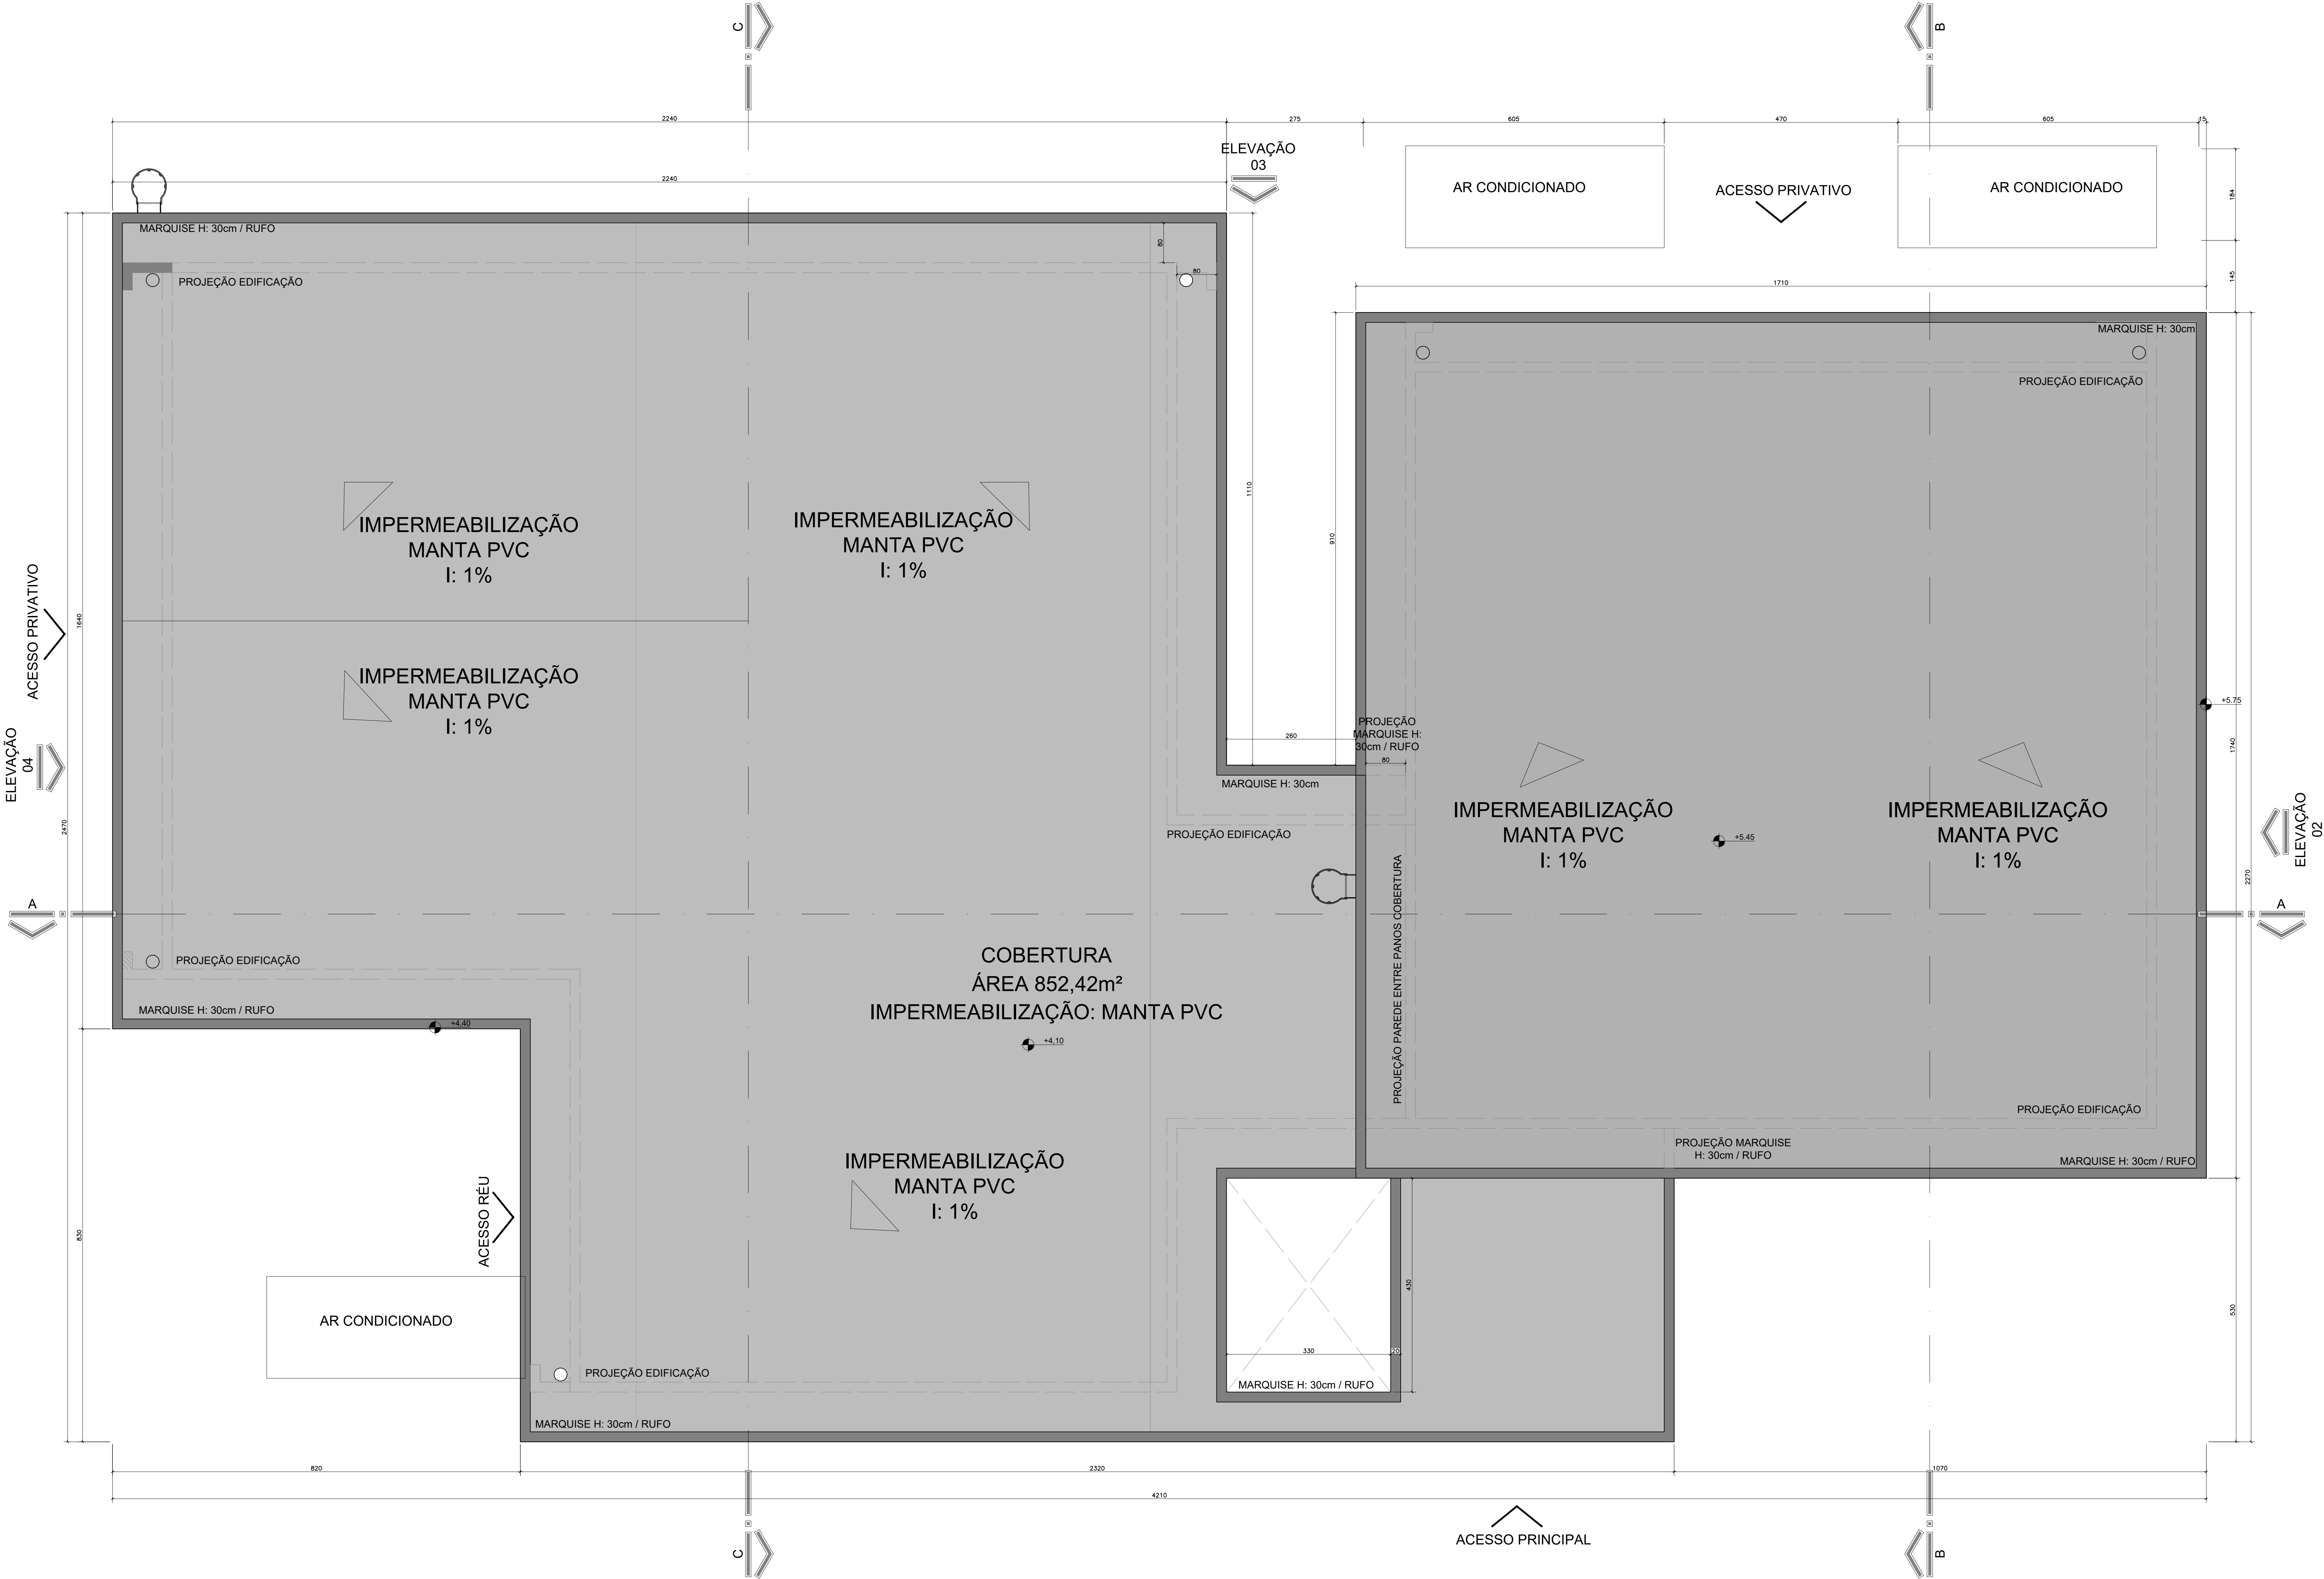 C
B
2240
275
605
470
605
15
ELEVAÇÃO
03
2240
AR CONDICIONADO
ACESSO PRIVATIVO
AR CONDICIONADO
184
MARQUISE H: 30cm / RUFO
80
80
145
PROJEÇÃO EDIFICAÇÃO
1710
MARQUISE H: 30cm
PROJEÇÃO EDIFICAÇÃO
1110
910
IMPERMEABILIZAÇÃO
MANTA PVC
I: 1%
IMPERMEABILIZAÇÃO
MANTA PVC
I: 1%
ACESSO PRIVATIVO
1640
IMPERMEABILIZAÇÃO
MANTA PVC
I: 1%
+5.75
PROJEÇÃO
MARQUISE H:
30cm / RUFO
260
80
1740
ELEVAÇÃO
04
MARQUISE H: 30cm
2470
PROJEÇÃO EDIFICAÇÃO
IMPERMEABILIZAÇÃO
MANTA PVC
I: 1%
+5.45
IMPERMEABILIZAÇÃO
MANTA PVC
I: 1%
ELEVAÇÃO
02
2270
PROJEÇÃO PAREDE ENTRE PANOS COBERTURA
A
A
PROJEÇÃO EDIFICAÇÃO
COBERTURA
ÁREA 852,42m²
IMPERMEABILIZAÇÃO: MANTA PVC
MARQUISE H: 30cm / RUFO
+4,40
+4,10
PROJEÇÃO EDIFICAÇÃO
PROJEÇÃO MARQUISE
H: 30cm / RUFO
MARQUISE H: 30cm / RUFO
IMPERMEABILIZAÇÃO
MANTA PVC
I: 1%
ACESSO RÉU
830
430
530
AR CONDICIONADO
330
20
PROJEÇÃO EDIFICAÇÃO
MARQUISE H: 30cm / RUFO
MARQUISE H: 30cm / RUFO
820
2320
1070
4210
ACESSO PRINCIPAL
C
B